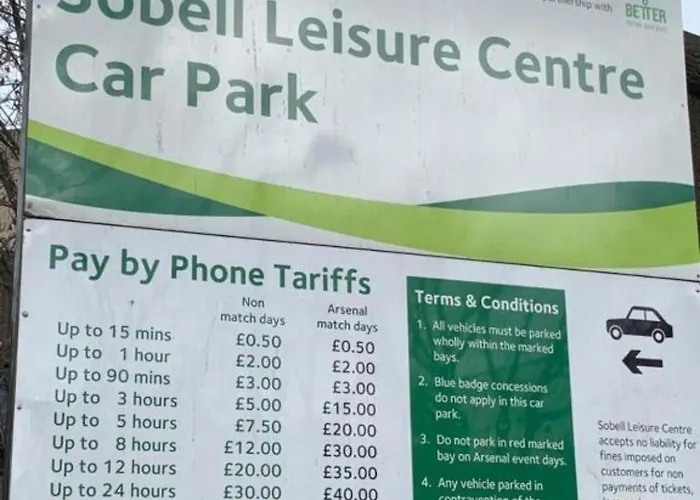 partnership with
BETTER
Sobell Leisure Centre
Car Park
Pay by Phone Tariffs
Non match days
Arsenal match days
Up to 15 mins £0.50 £0.50
Up to 1 hour £2.00 £2.00
Up to 90 mins £3.00 £3.00
Up to 3 hours £5.00 £15.00
Up to 5 hours £7.50 £20.00
Up to 8 hours £12.00 £30.00
Up to 12 hours £20.00 £35.00
Up to 24 hours £30.00 £40.00
Terms & Conditions
1. All vehicles must be parked
wholly within the marked
bays.
2. Blue badge concessions
do not apply in this car
park.
3. Do not park in red marked
bay on Arsenal event days.
4. Any vehicle parked in
contravention of the
Sobell Leisure Centre
accepts no liability for
fines imposed on
customers for non
payments of tickets